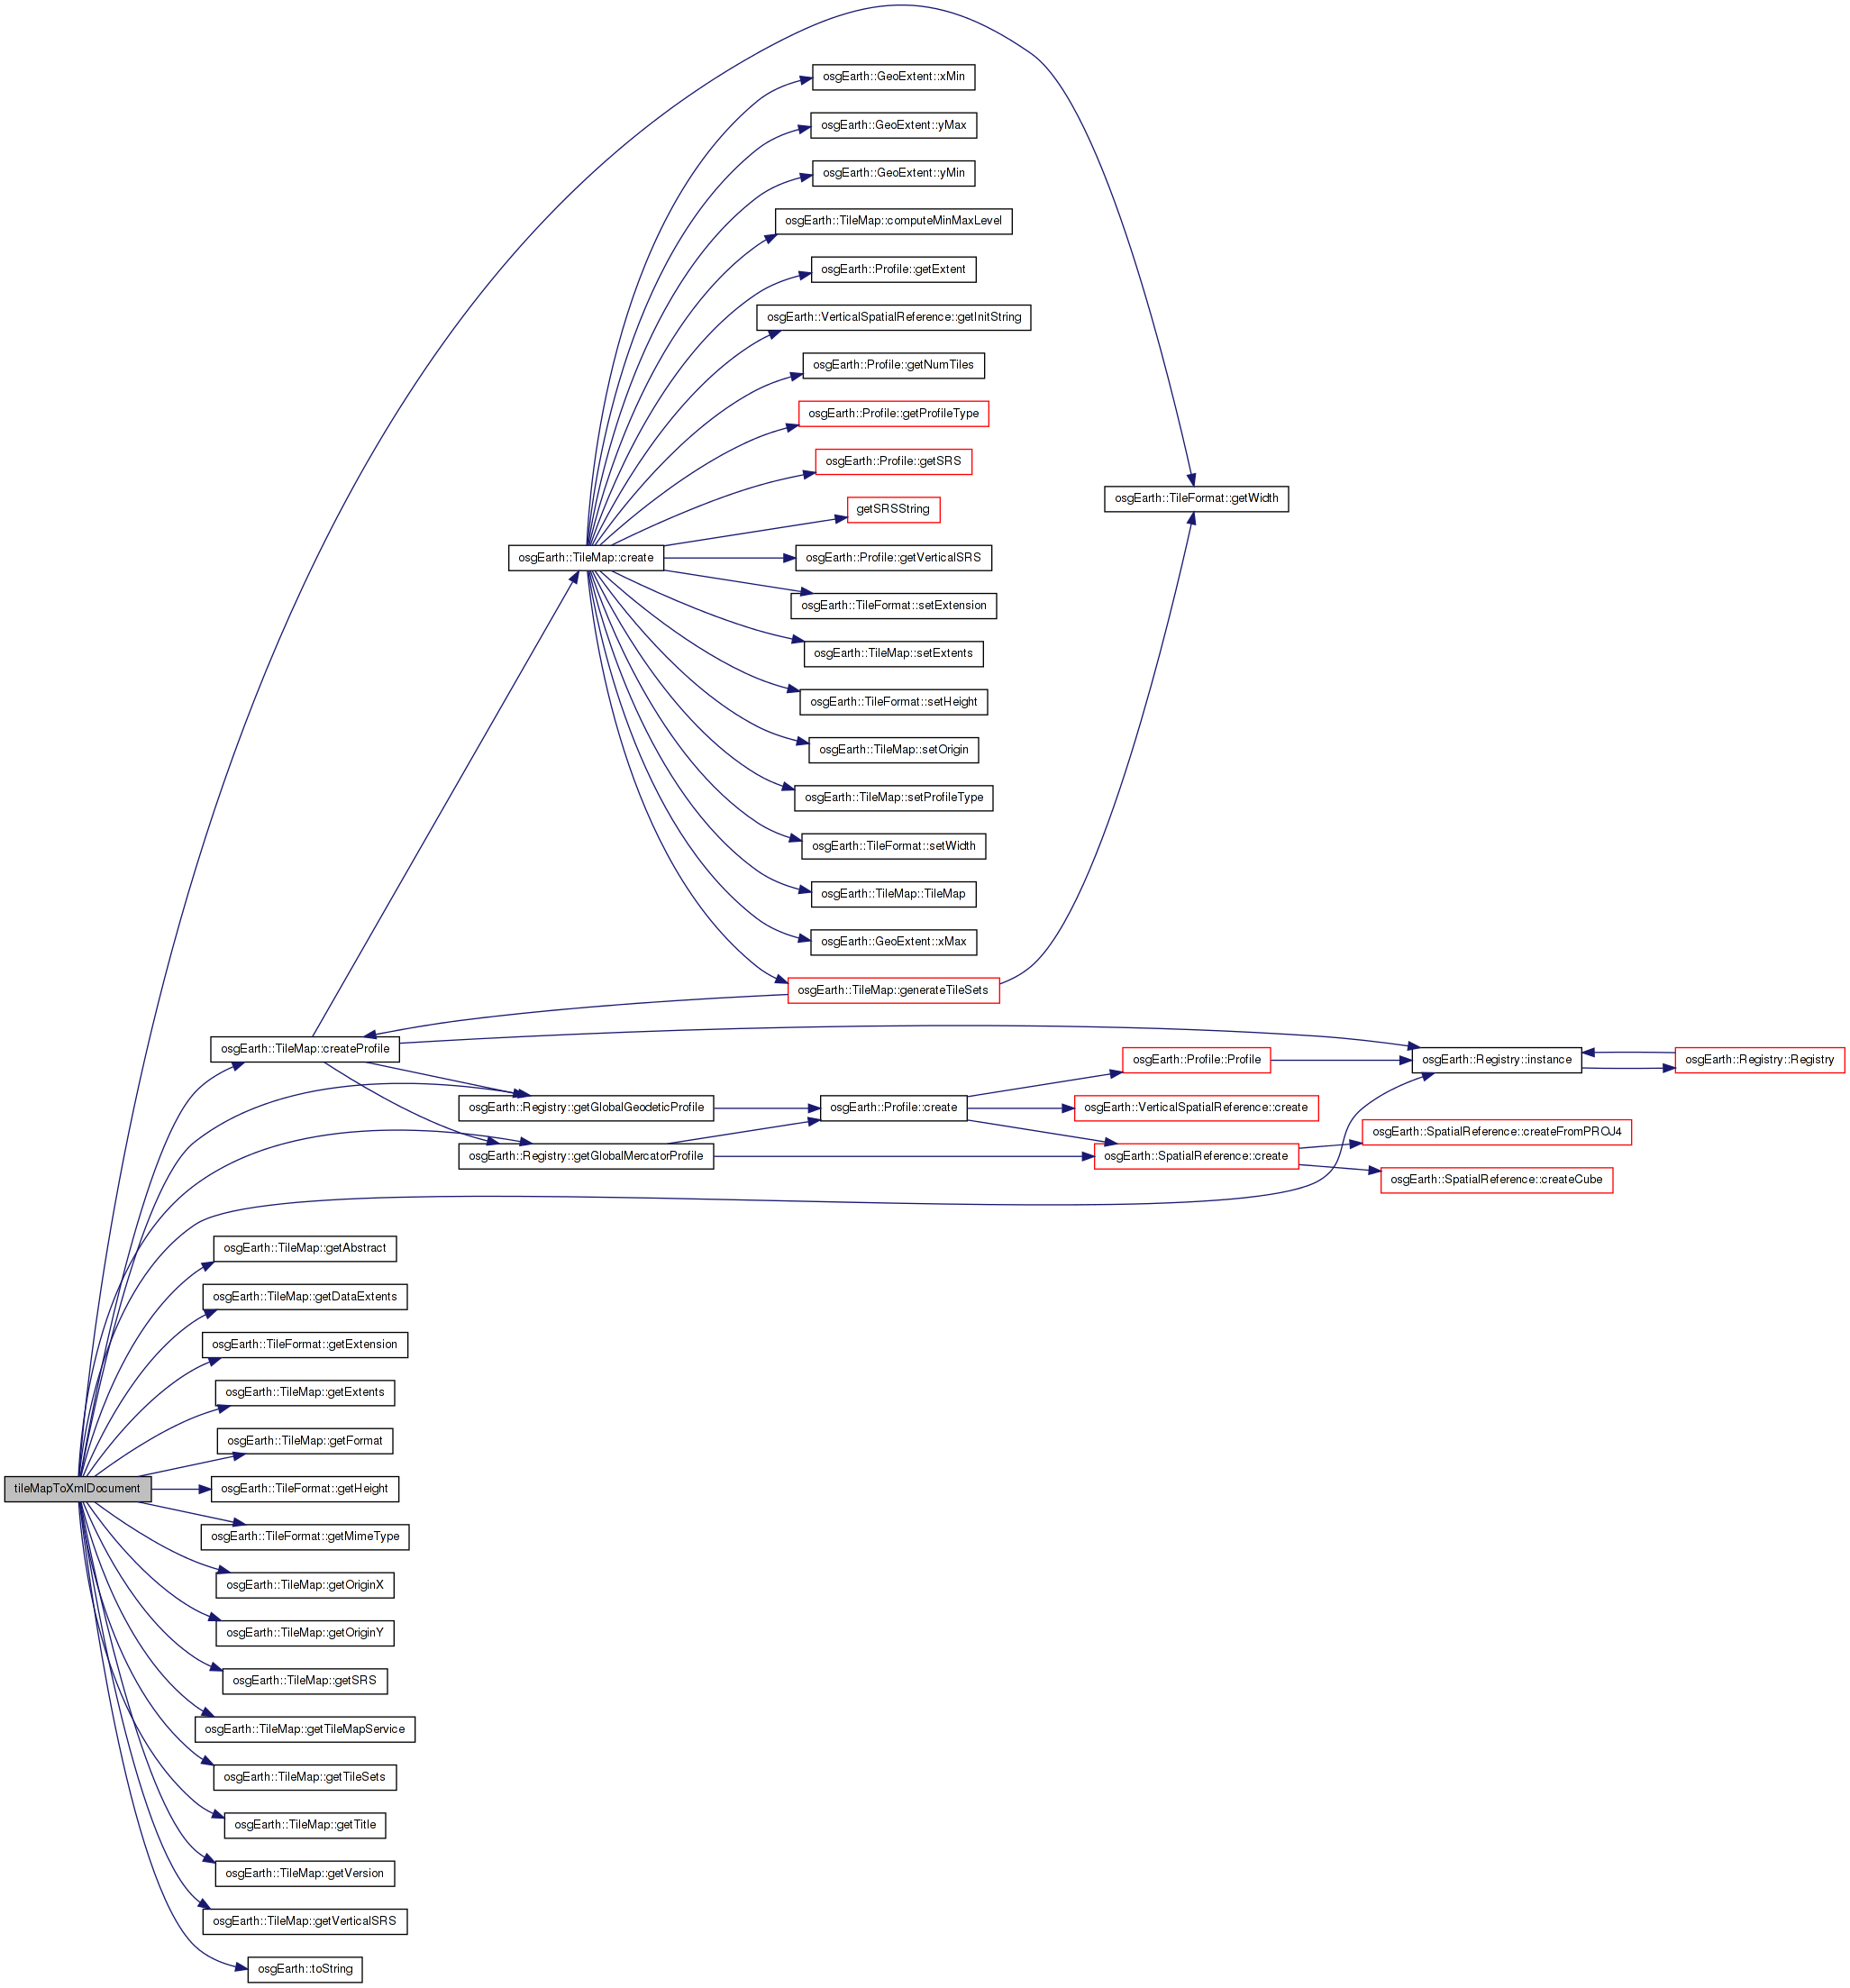 osgEarth::GeoExtent::xMin
osgEarth::GeoExtent::yMax
osgEarth::GeoExtent::yMin
osgEarth::TileMap::computeMinMaxLevel
osgEarth::Profile::getExtent
osgEarth::VerticalSpatialReference::getInitString
osgEarth::Profile::getNumTiles
osgEarth::Profile::getProfileType
osgEarth::Profile::getSRS
osgEarth::TileFormat::getWidth
getSRSString
osgEarth::TileMap::create
osgEarth::Profile::getVerticalSRS
osgEarth::TileFormat::setExtension
osgEarth::TileMap::setExtents
osgEarth::TileFormat::setHeight
osgEarth::TileMap::setOrigin
osgEarth::TileMap::setProfileType
osgEarth::TileFormat::setWidth
osgEarth::TileMap::TileMap
osgEarth::GeoExtent::xMax
osgEarth::TileMap::generateTileSets
osgEarth::TileMap::createProfile
osgEarth::Profile::Profile
osgEarth::Registry::instance
osgEarth::Registry::Registry
osgEarth::Registry::getGlobalGeodeticProfile
osgEarth::Profile::create
osgEarth::VerticalSpatialReference::create
osgEarth::SpatialReference::createFromPROJ4
osgEarth::Registry::getGlobalMercatorProfile
osgEarth::SpatialReference::create
osgEarth::SpatialReference::createCube
osgEarth::TileMap::getAbstract
osgEarth::TileMap::getDataExtents
osgEarth::TileFormat::getExtension
osgEarth::TileMap::getExtents
osgEarth::TileMap::getFormat
tileMapToXmlDocument
osgEarth::TileFormat::getHeight
osgEarth::TileFormat::getMimeType
osgEarth::TileMap::getOriginX
osgEarth::TileMap::getOriginY
osgEarth::TileMap::getSRS
osgEarth::TileMap::getTileMapService
osgEarth::TileMap::getTileSets
osgEarth::TileMap::getTitle
osgEarth::TileMap::getVersion
osgEarth::TileMap::getVerticalSRS
osgEarth::toString